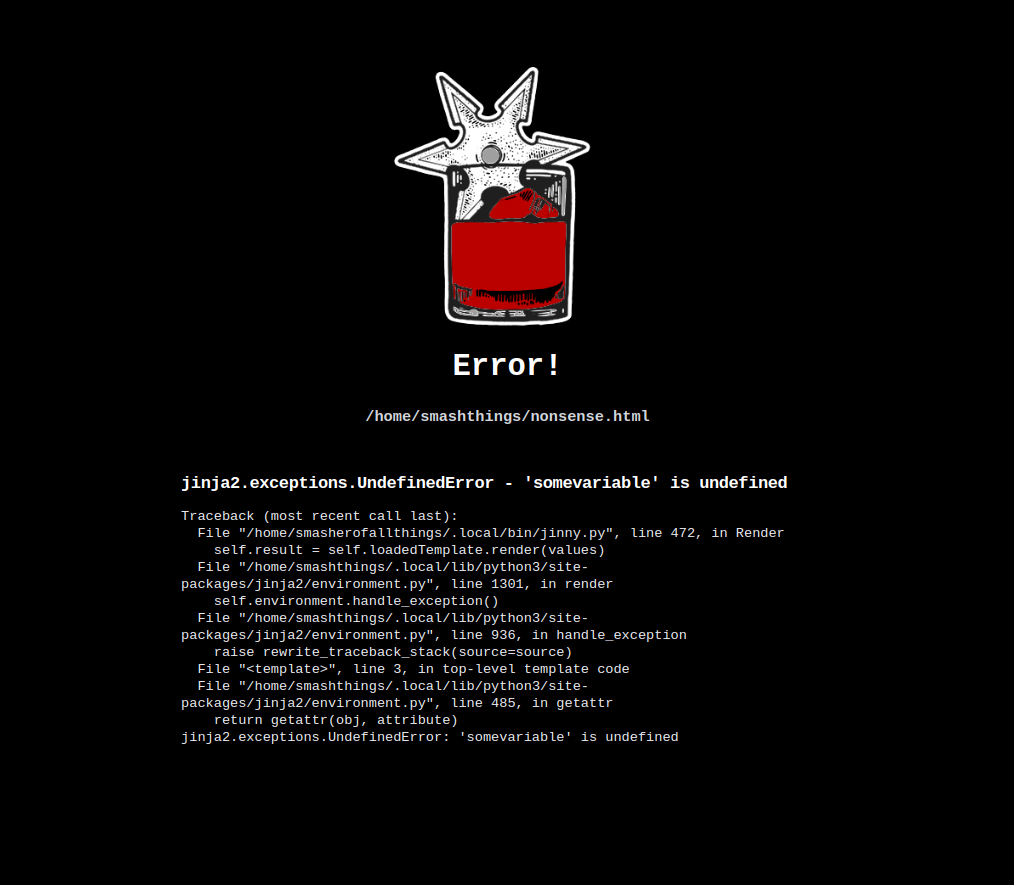 Error!
/home/smashthings/nonsense.html
jinja2.exceptions.UndefinedError - 'somevariable' is undefined
Traceback (most recent call last):
  File "/home/smasherofallthings/.local/bin/jinny.py", line 472, in Render
    self.result = self.loadedTemplate.render(values)
  File "/home/smashthings/.local/lib/python3/site-
packages/jinja2/environment.py", line 1301, in render
    self.environment.handle_exception()
  File "/home/smashthings/.local/lib/python3/site-
packages/jinja2/environment.py", line 936, in handle_exception
    raise rewrite_traceback_stack(source=source)
  File "<template>", line 3, in top-level template code
  File "/home/smashthings/.local/lib/python3/site-
packages/jinja2/environment.py", line 485, in getattr
    return getattr(obj, attribute)
jinja2.exceptions.UndefinedError: 'somevariable' is undefined